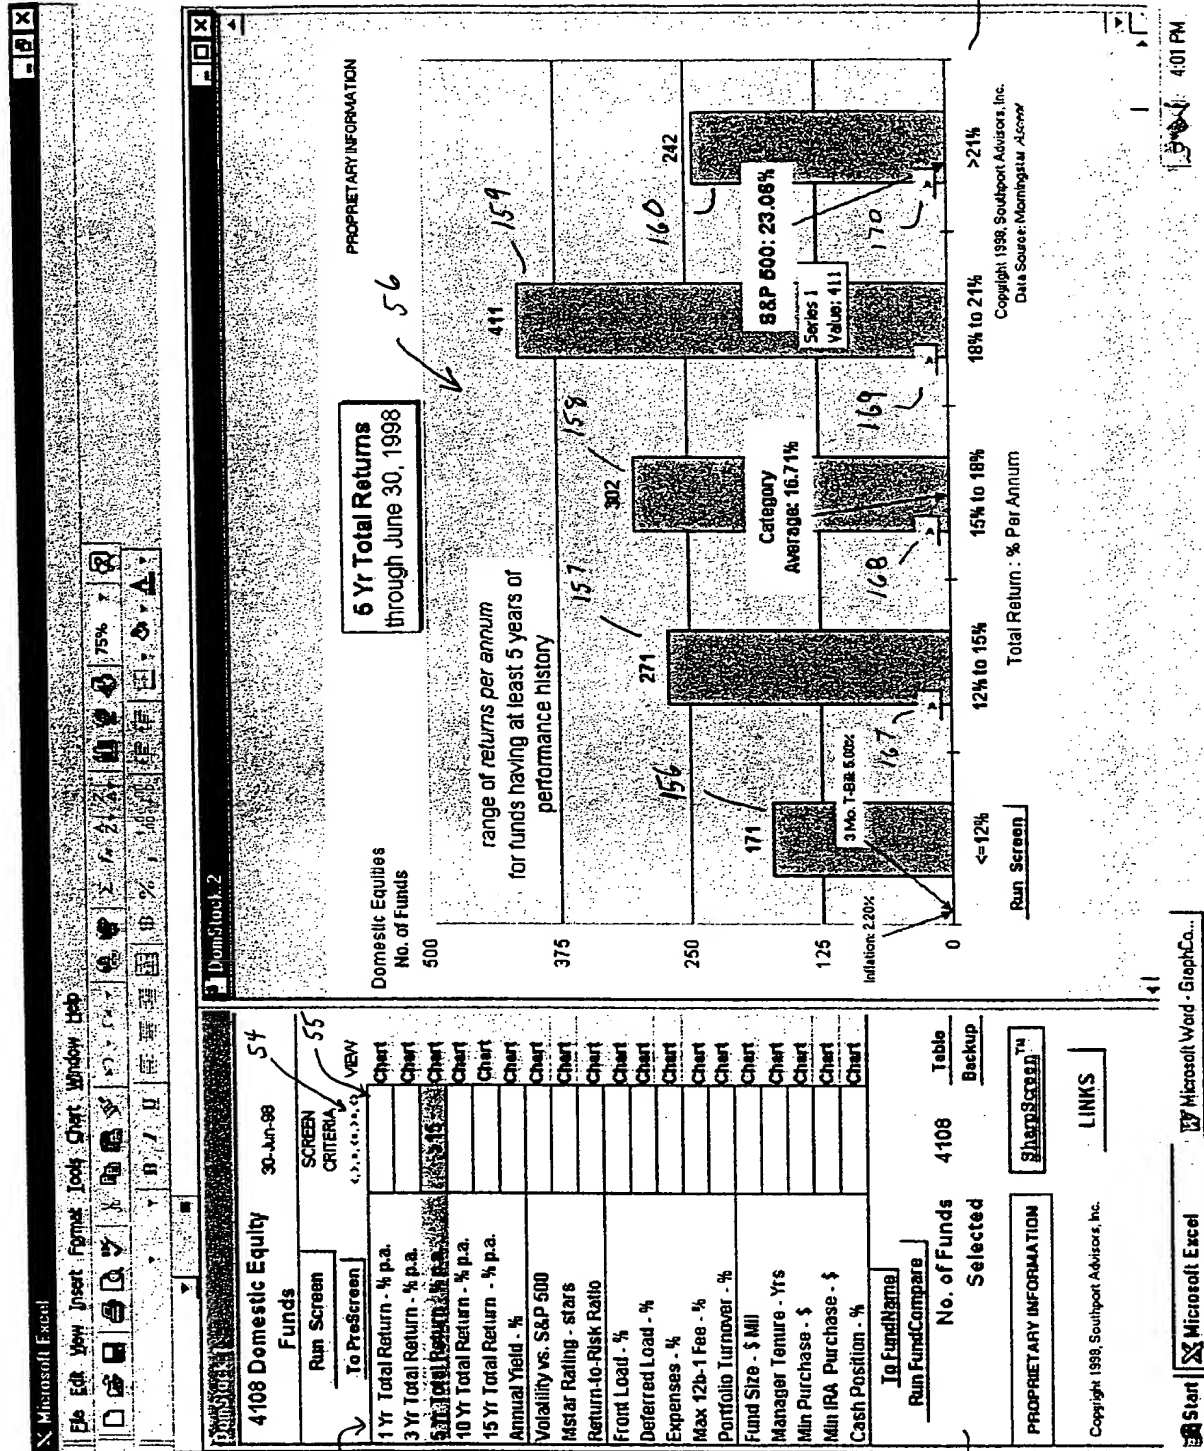 Microsoft Excel
File Edit View Insert Format Tools Chart Window Help
75%
4108 Domestic Equity
Funds
30-Jun-98
Run Screen
To PreScreen
SCREEN
CRITERIA
VIEW
54
55
1 Yr Total Return - % p.a. Chart
3 Yr Total Return - % p.a. Chart
5 Yr Total Return - % p.a. Chart
10 Yr Total Return - % p.a. Chart
15 Yr Total Return - % p.a. Chart
Annual Yield - % Chart
Volatility vs. S&P 500 Chart
Mstar Rating - stars Chart
Return-to-Risk Ratio Chart
Front Load - % Chart
Deferred Load - % Chart
Expenses - % Chart
Max 12b-1 Fee - % Chart
Portfolio Turnover - % Chart
Fund Size - $ Mil Chart
Manager Tenure - Yrs Chart
Min Purchase - $ Chart
Min IRA Purchase - $ Chart
Cash Position - % Chart
To FundName
Run FundCompare
No. of Funds 4108 Table
Selected Backup
PROPRIETARY INFORMATION
SharpScreen™
LINKS
Copyright 1998, Southport Advisors, Inc.
DomStock.2
PROPRIETARY INFORMATION
5 Yr Total Returns
through June 30, 1998
56
Domestic Equities
No. of Funds
range of returns per annum
for funds having at least 5 years of
performance history
500
375
250
125
0
171
271
302
411
242
156
157
158
159
160
167
168
169
170
Inflation: 2.20%
3 Mo. T-Bill: 5.00%
Category
Average: 16.71%
S&P 500: 23.06%
Series 1
Value: 411
<=12%
12% to 15%
15% to 18%
18% to 21%
>21%
Run Screen
Total Return : % Per Annum
Copyright 1998, Southport Advisors, Inc.
Data Source: Morningstar Ascent
Start
Microsoft Excel
Microsoft Word - GraphCo...
4:01 PM